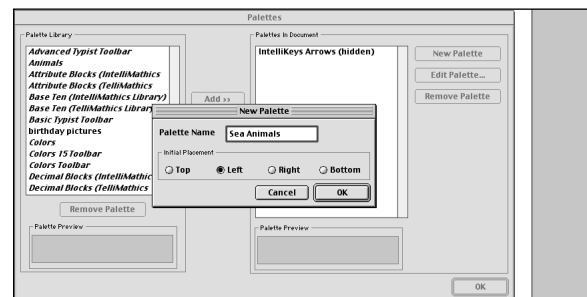 Palettes
Palette Library
Advanced Typist Toolbar
Animals
Attribute Blocks (IntelliMathics
Attribute Blocks (TelliMathics
Base Ten (IntelliMathics Library)
Base Ten (TelliMathics Library
Basic Typist Toolbar
birthday pictures
Colors
Colors 15 Toolbar
Colors Toolbar
Decimal Blocks (IntelliMathic
Decimal Blocks (TelliMathics
Remove Palette
Palette Preview
Add >>
Palettes In Document
IntelliKeys Arrows (hidden)
New Palette
Edit Palette...
Remove Palette
New Palette
Palette Name
Sea Animals
Initial Placement
Top Left Right Bottom
Cancel OK
Palette Preview
OK